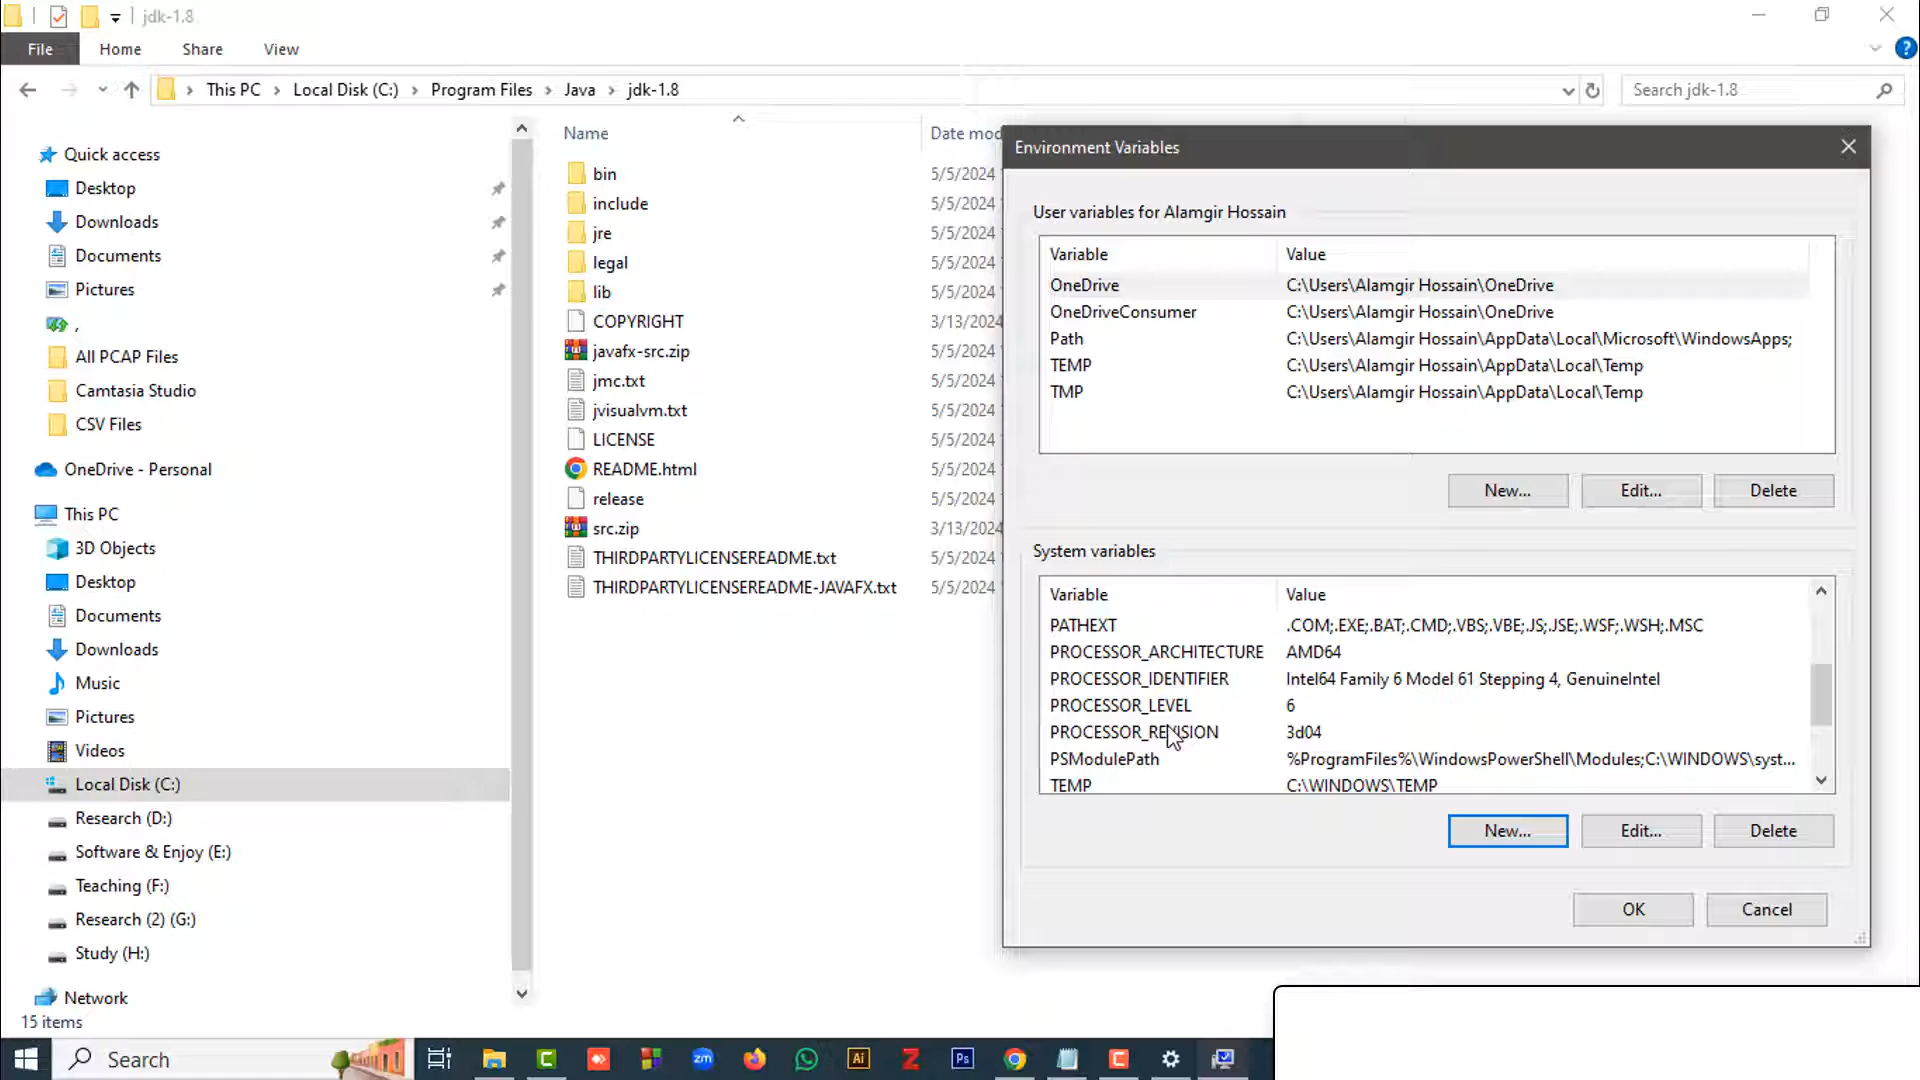 jdk-1.8
File Home Share View
This PC Local Disk (C:) Program Files Java jdk-1.8
Search jdk-1.8
Quick access
Desktop
Downloads
Documents
Pictures
,
All PCAP Files
Camtasia Studio
CSV Files
OneDrive - Personal
This PC
3D Objects
Desktop
Documents
Downloads
Music
Pictures
Videos
Local Disk (C:)
Research (D:)
Software & Enjoy (E:)
Teaching (F:)
Research (2) (G:)
Study (H:)
Network
15 items
Name Date mod
bin 5/5/2024
include 5/5/2024
jre 5/5/2024
legal 5/5/2024
lib 5/5/2024
COPYRIGHT 3/13/2024
javafx-src.zip 5/5/2024
jmc.txt 5/5/2024
jvisualvm.txt 5/5/2024
LICENSE 5/5/2024
README.html 5/5/2024
release 5/5/2024
src.zip 3/13/2024
THIRDPARTYLICENSEREADME.txt 5/5/2024
THIRDPARTYLICENSEREADME-JAVAFX.txt 5/5/2024
Environment Variables
User variables for Alamgir Hossain
Variable Value
OneDrive C:\Users\Alamgir Hossain\OneDrive
OneDriveConsumer C:\Users\Alamgir Hossain\OneDrive
Path C:\Users\Alamgir Hossain\AppData\Local\Microsoft\WindowsApps;
TEMP C:\Users\Alamgir Hossain\AppData\Local\Temp
TMP C:\Users\Alamgir Hossain\AppData\Local\Temp
New... Edit... Delete
System variables
Variable Value
PATHEXT .COM;.EXE;.BAT;.CMD;.VBS;.VBE;.JS;.JSE;.WSF;.WSH;.MSC
PROCESSOR_ARCHITECTURE AMD64
PROCESSOR_IDENTIFIER Intel64 Family 6 Model 61 Stepping 4, GenuineIntel
PROCESSOR_LEVEL 6
PROCESSOR_REVISION 3d04
PSModulePath %ProgramFiles%\WindowsPowerShell\Modules;C:\WINDOWS\syst...
TEMP C:\WINDOWS\TEMP
New... Edit... Delete
OK Cancel
Search
zm
Ai
Ps